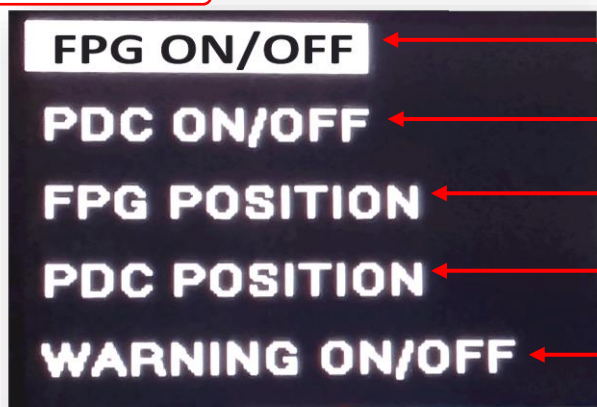 FPG ON/OFF
PDC ON/OFF
FPG POSITION
PDC POSITION
WARNING ON/OFF